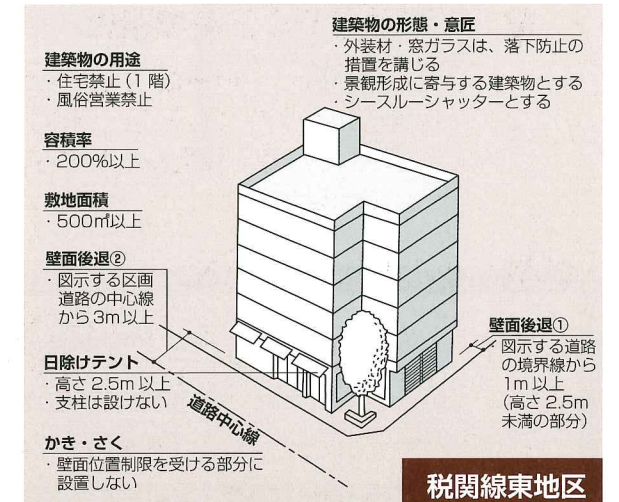 建築物の用途
・住宅禁止(1階)
・風俗営業禁止
容積率
・200%以上
敷地面積
・500㎡以上
壁面後退②
・図示する区画
道路の中心線
から3m以上
日除けテント
・高さ2.5m以上
・支柱は設けない
かき・さく
・壁面位置制限を受ける部分に
設置しない
建築物の形態・意匠
・外装材・窓ガラスは、落下防止の
措置を講じる
・景観形成に寄与する建築物とする
・シースルーシャッターとする
壁面後退①
・図示する道路
の境界線から
1m以上
(高さ2.5m
未満の部分)
道路中心線
税関線東地区